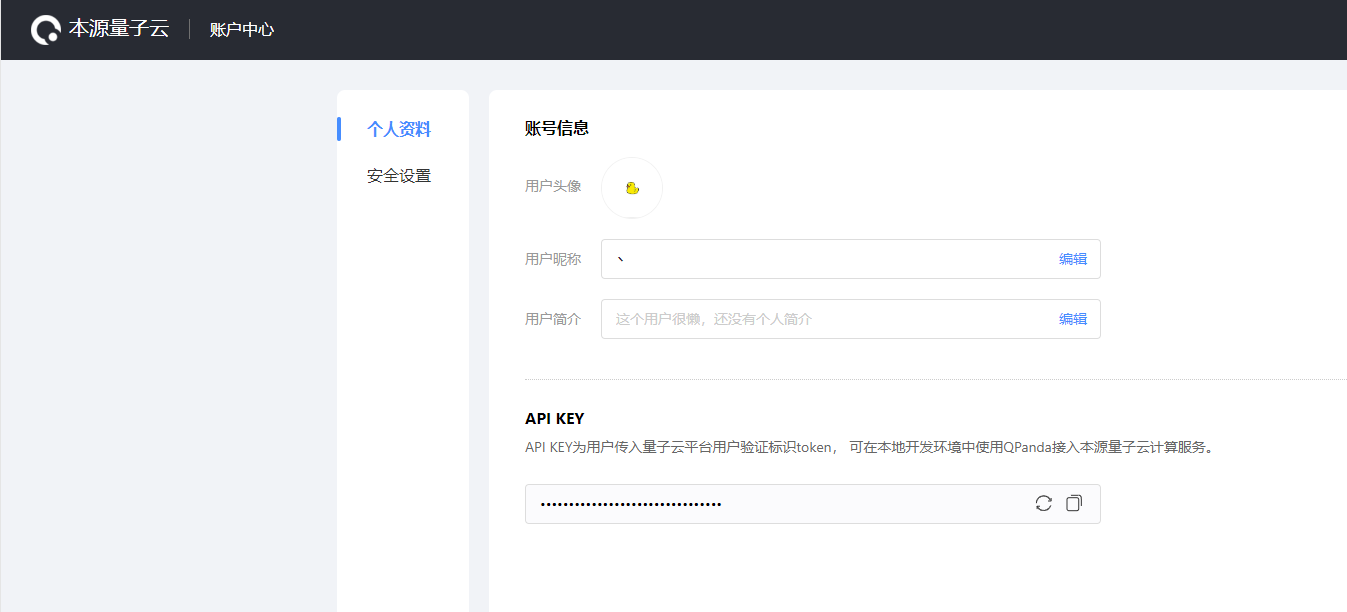 本源量子云 账户中心
个人资料
安全设置
账号信息
用户头像
用户昵称 、 编辑
用户简介 这个用户很懒，还没有个人简介 编辑
API KEY
API KEY为用户传入量子云平台用户验证标识token， 可在本地开发环境中使用QPanda接入本源量子云计算服务。
••••••••••••••••••••••••••••••••